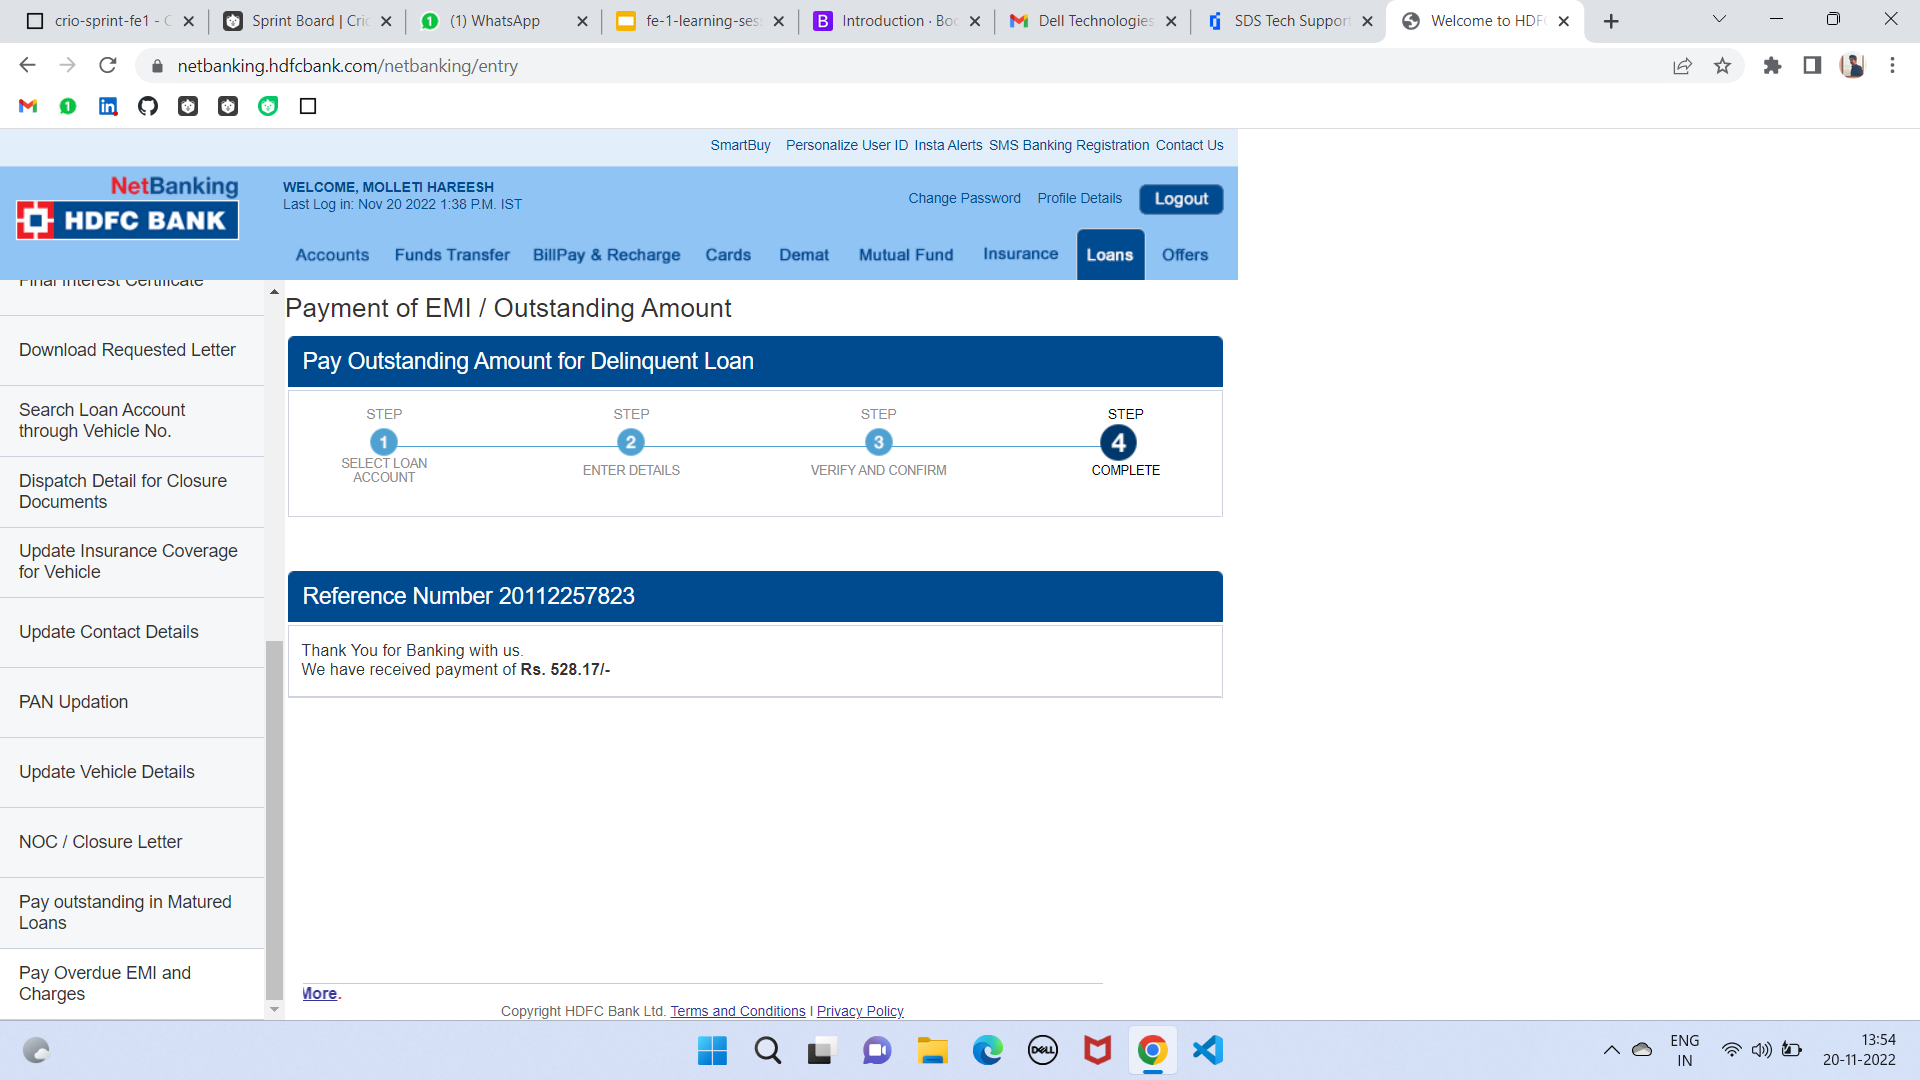 crio-sprint-fe1 - C
Sprint Board | Cric
(1) WhatsApp
fe-1-learning-sess
Introduction · Boo
Dell Technologies
SDS Tech Support
Welcome to HDFC
netbanking.hdfcbank.com/netbanking/entry
SmartBuy Personalize User ID Insta Alerts SMS Banking Registration Contact Us
NetBanking
HDFC BANK
WELCOME, MOLLETI HAREESH
Last Log in: Nov 20 2022 1:38 P.M. IST
Change Password Profile Details Logout
Accounts Funds Transfer BillPay & Recharge Cards Demat Mutual Fund Insurance Loans Offers
Final Interest Certificate
Download Requested Letter
Search Loan Account
through Vehicle No.
Dispatch Detail for Closure
Documents
Update Insurance Coverage
for Vehicle
Update Contact Details
PAN Updation
Update Vehicle Details
NOC / Closure Letter
Pay outstanding in Matured
Loans
Pay Overdue EMI and
Charges
Payment of EMI / Outstanding Amount
Pay Outstanding Amount for Delinquent Loan
STEP STEP STEP STEP
1 2 3 4
SELECT LOAN
ACCOUNT
ENTER DETAILS
VERIFY AND CONFIRM
COMPLETE
Reference Number 20112257823
Thank You for Banking with us.
We have received payment of Rs. 528.17/-
More.
Copyright HDFC Bank Ltd. Terms and Conditions I Privacy Policy
DELL
ENG
IN
13:54
20-11-2022